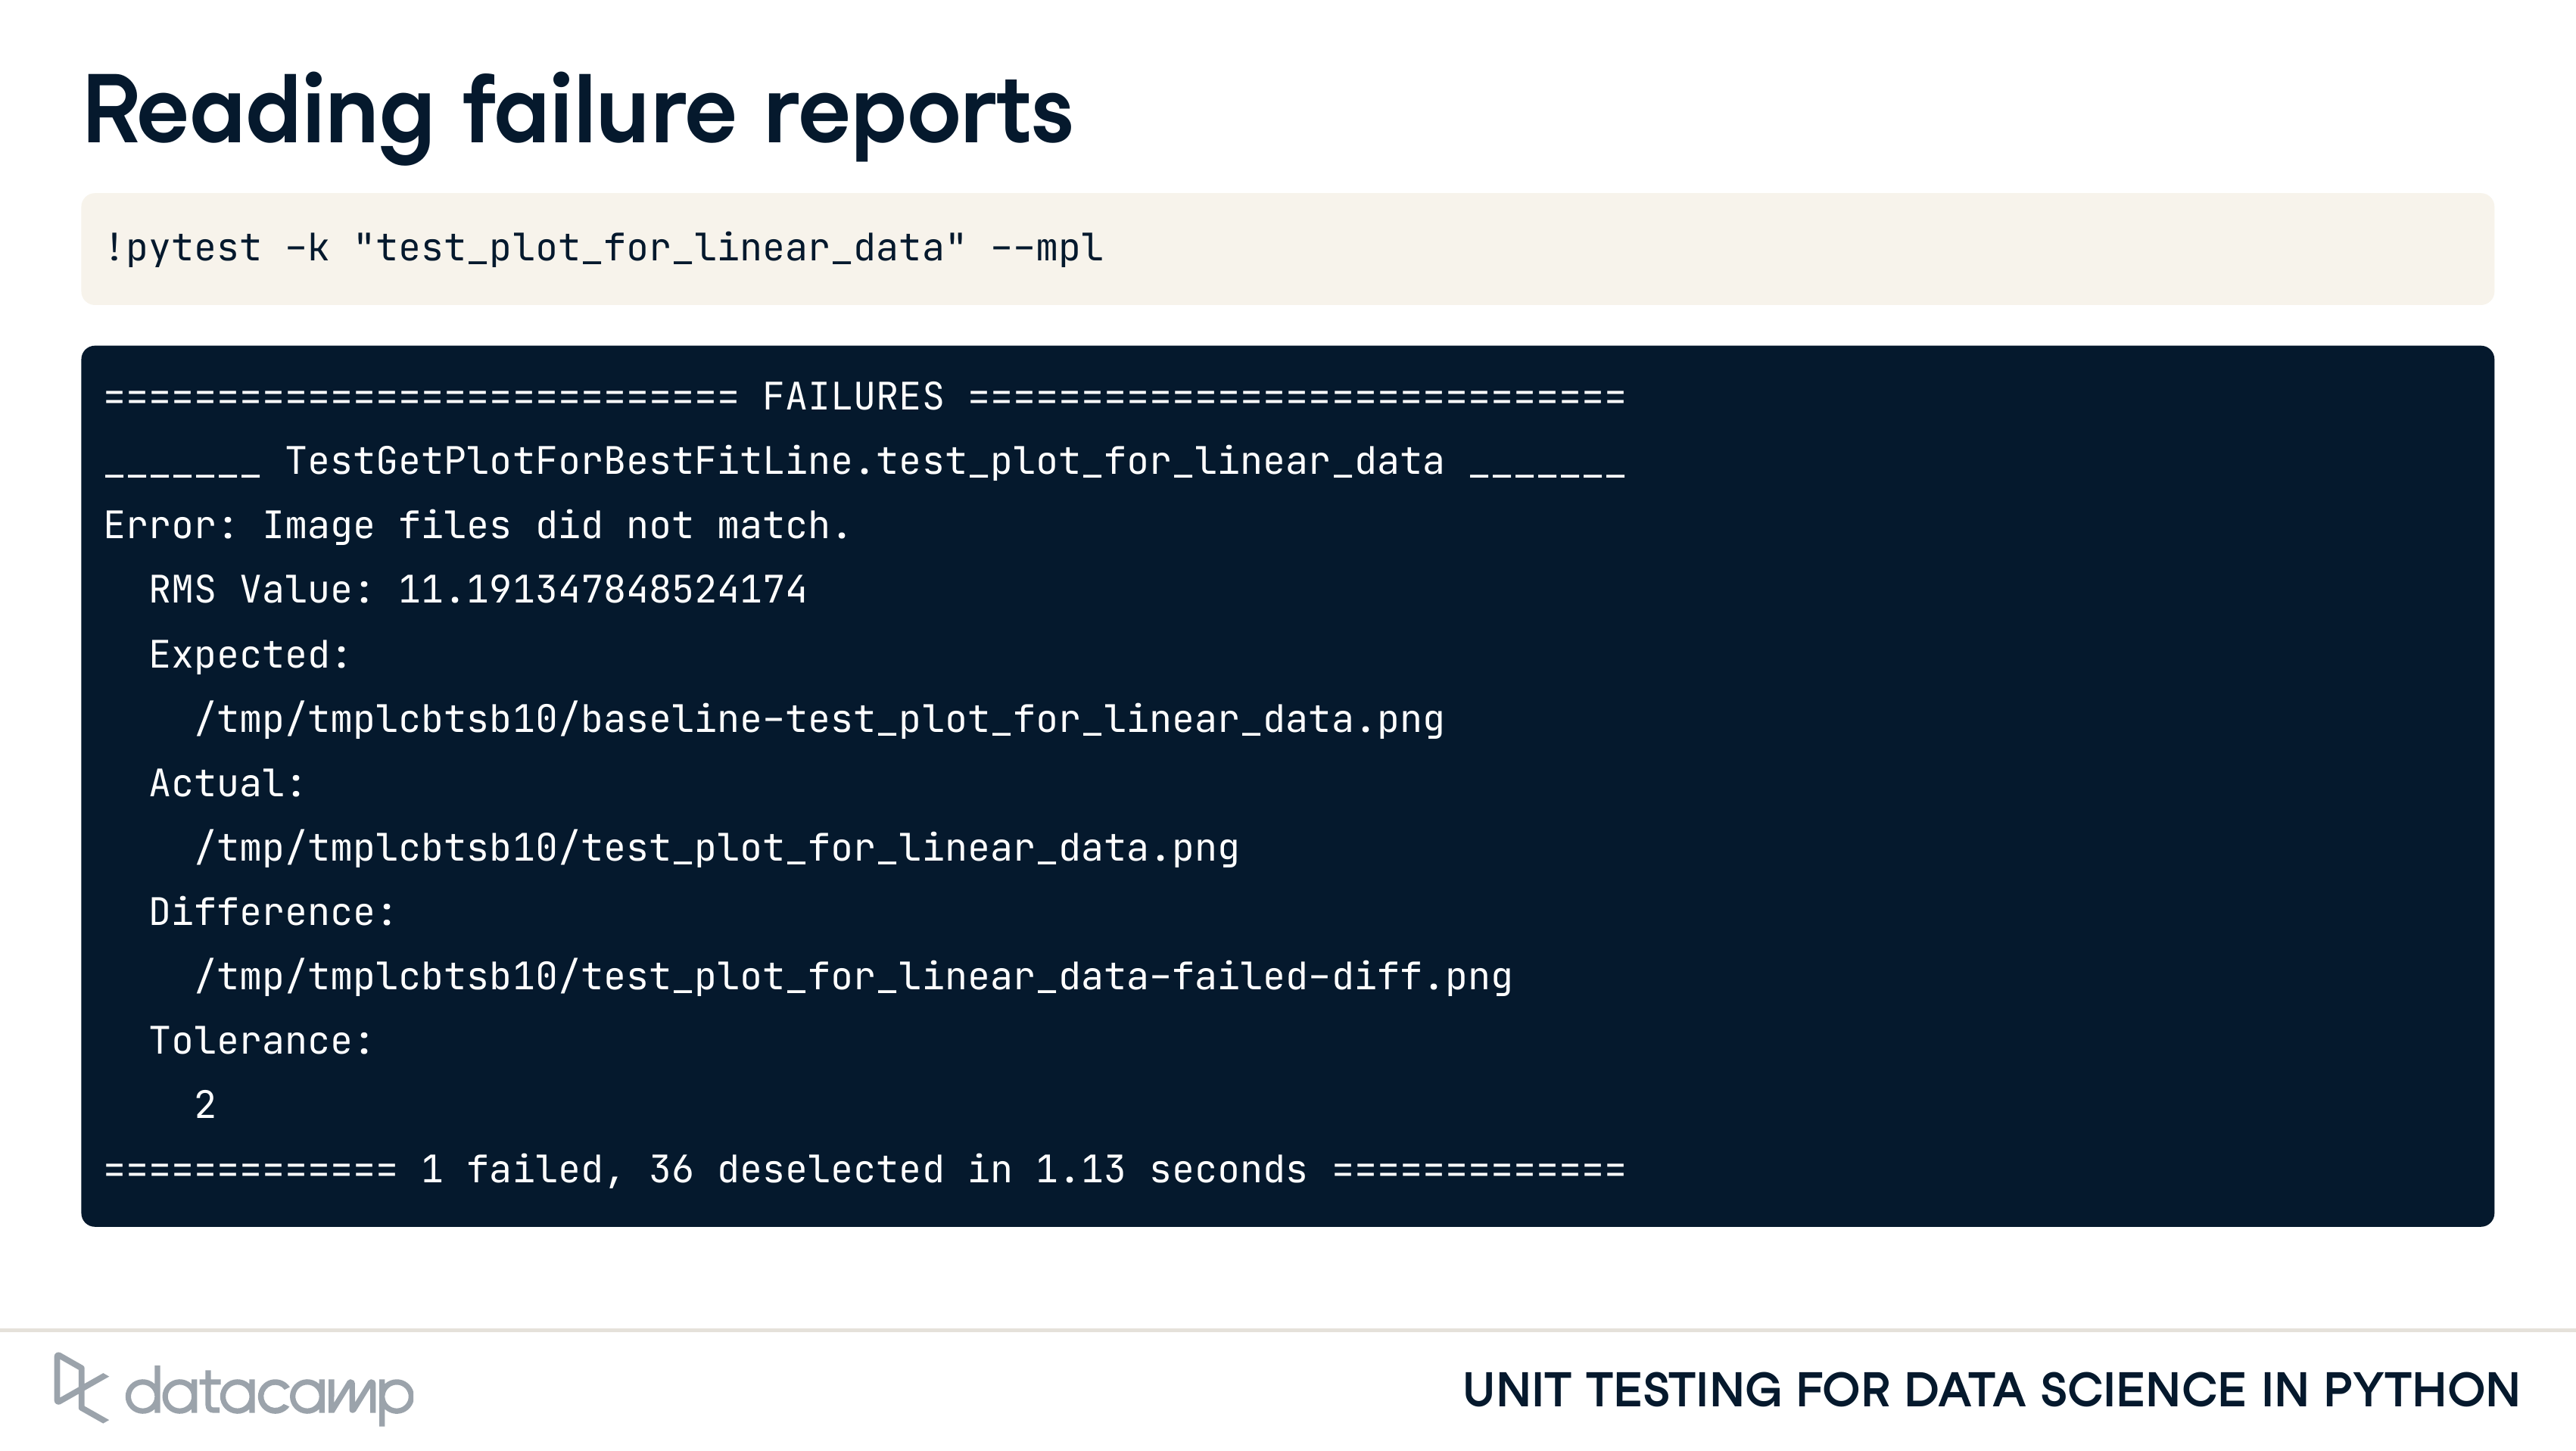 Reading failure reports
!pytest -k "test_plot_for_linear_data" --mpl
============================ FAILURES =============================
_______ TestGetPlotForBestFitLine.test_plot_for_linear_data _______
Error: Image files did not match.
  RMS Value: 11.191347848524174
  Expected:
    /tmp/tmplcbtsb10/baseline-test_plot_for_linear_data.png
  Actual:
    /tmp/tmplcbtsb10/test_plot_for_linear_data.png
  Difference:
    /tmp/tmplcbtsb10/test_plot_for_linear_data-failed-diff.png
  Tolerance:
    2
============= 1 failed, 36 deselected in 1.13 seconds =============
datacamp
UNIT TESTING FOR DATA SCIENCE IN PYTHON